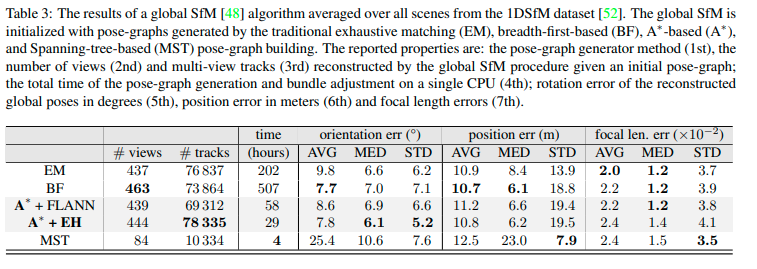 Table 3: The results of a global SfM [48] algorithm averaged over all scenes from the 1DSfM dataset [52]. The global SfM is
initialized with pose-graphs generated by the traditional exhaustive matching (EM), breadth-first-based (BF), A*-based (A*),
and Spanning-tree-based (MST) pose-graph building. The reported properties are: the pose-graph generator method (1st), the
number of views (2nd) and multi-view tracks (3rd) reconstructed by the global SfM procedure given an initial pose-graph;
the total time of the pose-graph generation and bundle adjustment on a single CPU (4th); rotation error of the reconstructed
global poses in degrees (5th), position error in meters (6th) and focal length errors (7th).
time orientation err (°) position err (m) focal len. err (×10⁻²)
# views # tracks (hours) AVG MED STD AVG MED STD AVG MED STD
EM 437 76 837 202 9.8 6.6 6.2 10.9 8.4 13.9 2.0 1.2 3.7
BF 463 73 864 507 7.7 7.0 7.1 10.7 6.1 18.8 2.2 1.2 3.9
A* + FLANN 439 69 312 58 8.6 6.9 6.6 11.2 6.6 19.4 2.2 1.2 3.8
A* + EH 444 78 335 29 7.8 6.1 5.2 10.8 6.2 19.5 2.4 1.4 4.1
MST 84 10 334 4 25.4 10.6 7.6 12.5 23.0 7.9 2.4 1.5 3.5